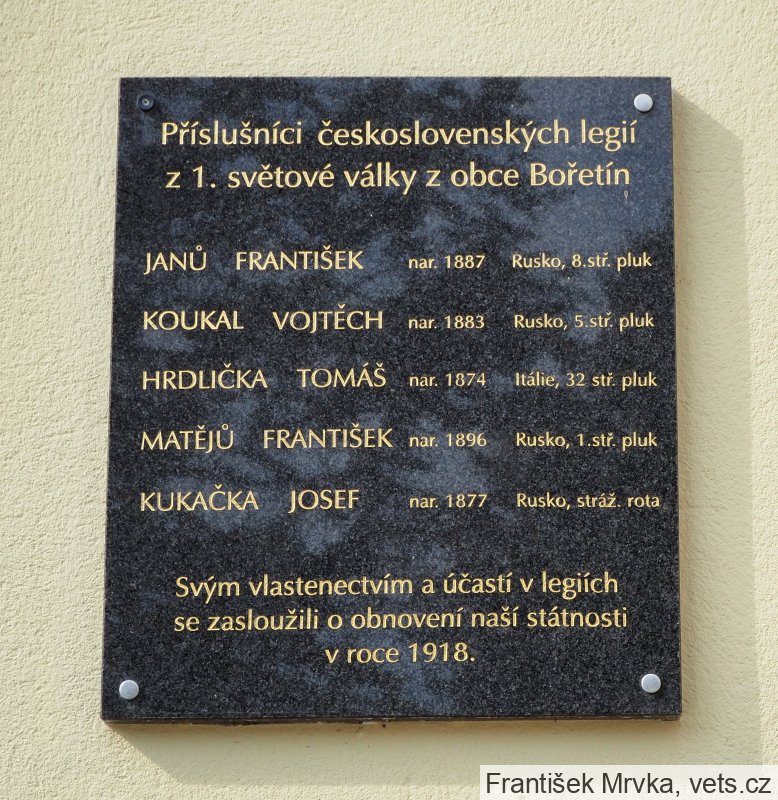 Příslušníci československých legií
z 1. světové války z obce Bořetín
JANŮ FRANTIŠEK nar. 1887 Rusko, 8.stř. pluk
KOUKAL VOJTĚCH nar. 1883 Rusko, 5.stř. pluk
HRDLIČKA TOMÁŠ nar. 1874 Itálie, 32 stř. pluk
MATĚJŮ FRANTIŠEK nar. 1896 Rusko, 1.stř. pluk
KUKAČKA JOSEF nar. 1877 Rusko, stráž. rota
Svým vlastenectvím a účastí v legiích
se zasloužili o obnovení naší státnosti
v roce 1918.
František Mrvka, vets.cz